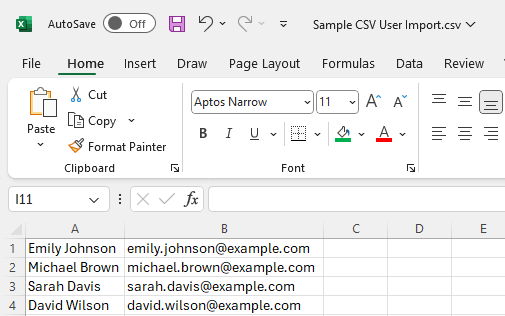 AutoSave Off Sample CSV User Import.csv
File Home Insert Draw Page Layout Formulas Data Review
Paste
Cut
Copy
Format Painter
Clipboard
Aptos Narrow 11 A A
B I U A
Font
I11 fx
A B C D E
1 Emily Johnson emily.johnson@example.com
2 Michael Brown michael.brown@example.com
3 Sarah Davis sarah.davis@example.com
4 David Wilson david.wilson@example.com